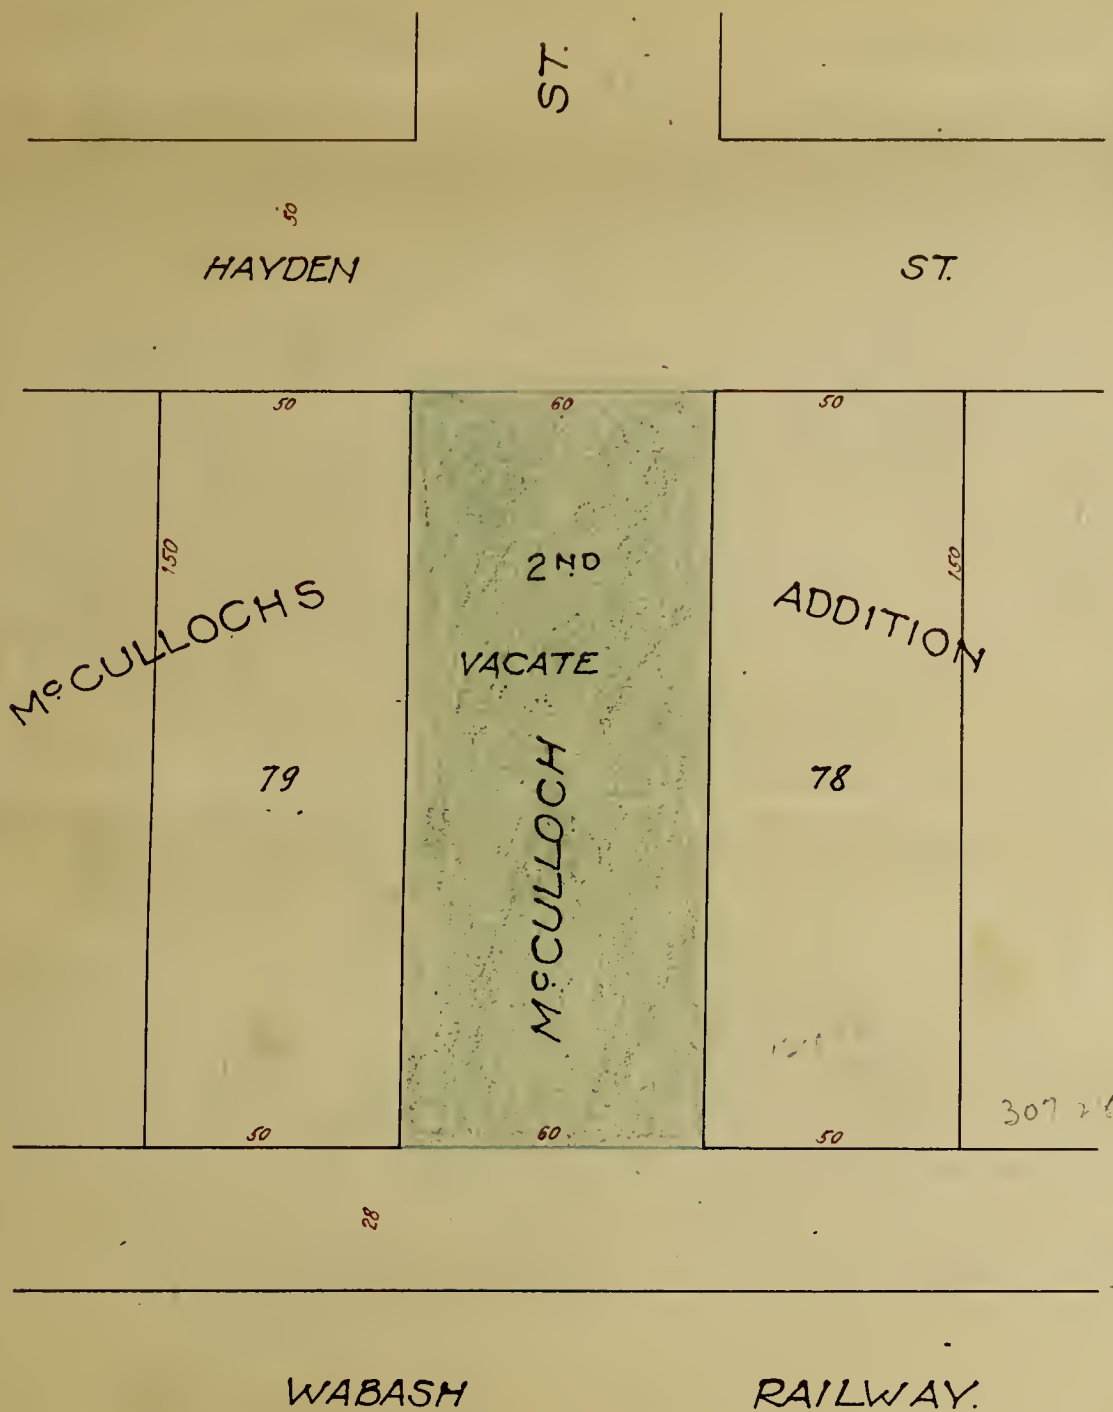 ST.
50
HAYDEN ST.
50 60 50
150 150
2ND
McCULLOCHS ADDITION
VACATE
79 78
McCULLOCH
307
50 60 50
28
WABASH RAILWAY.